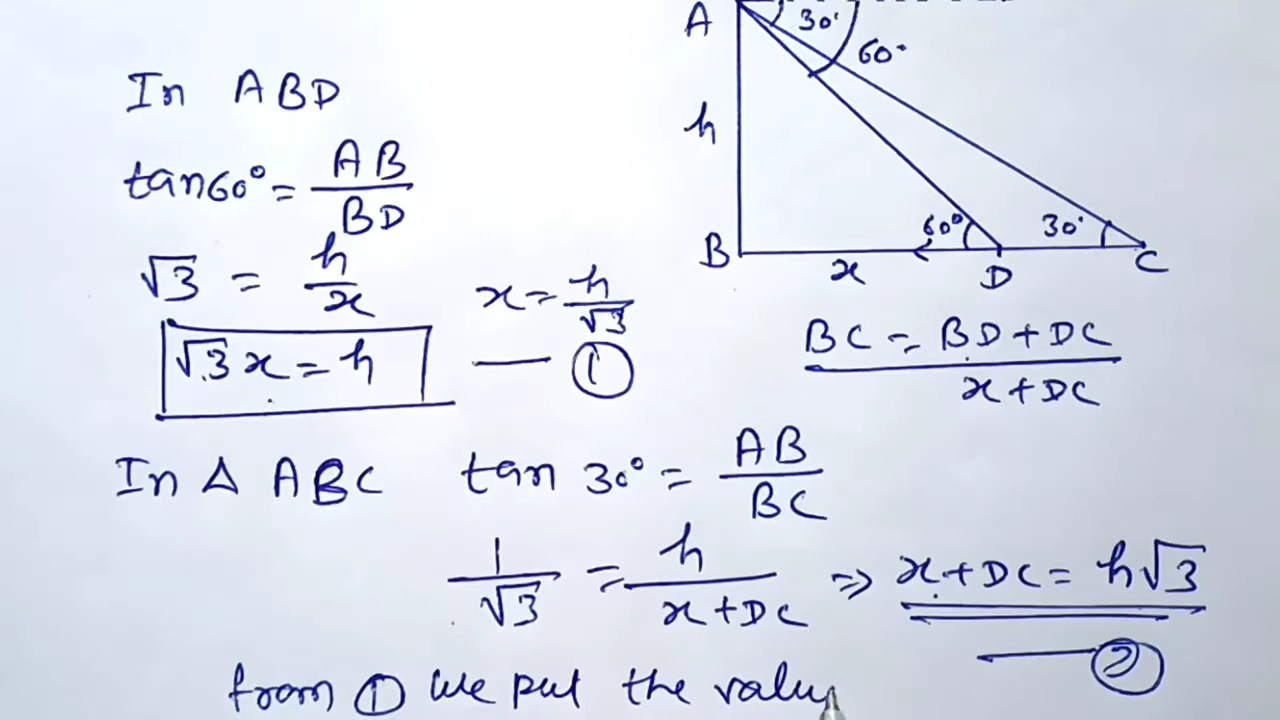 A 30°
60°
In ABD
h
tan60° = AB/BD
B x 60° D 30° C
√3 = h/x x = h/√3
BC = BD + DC
√3x = h — ①
x + DC
In △ ABC tan 30° = AB/BC
1/√3 = h/x+DC ⇒ x + DC = h√3
— ②
from ① We put the value